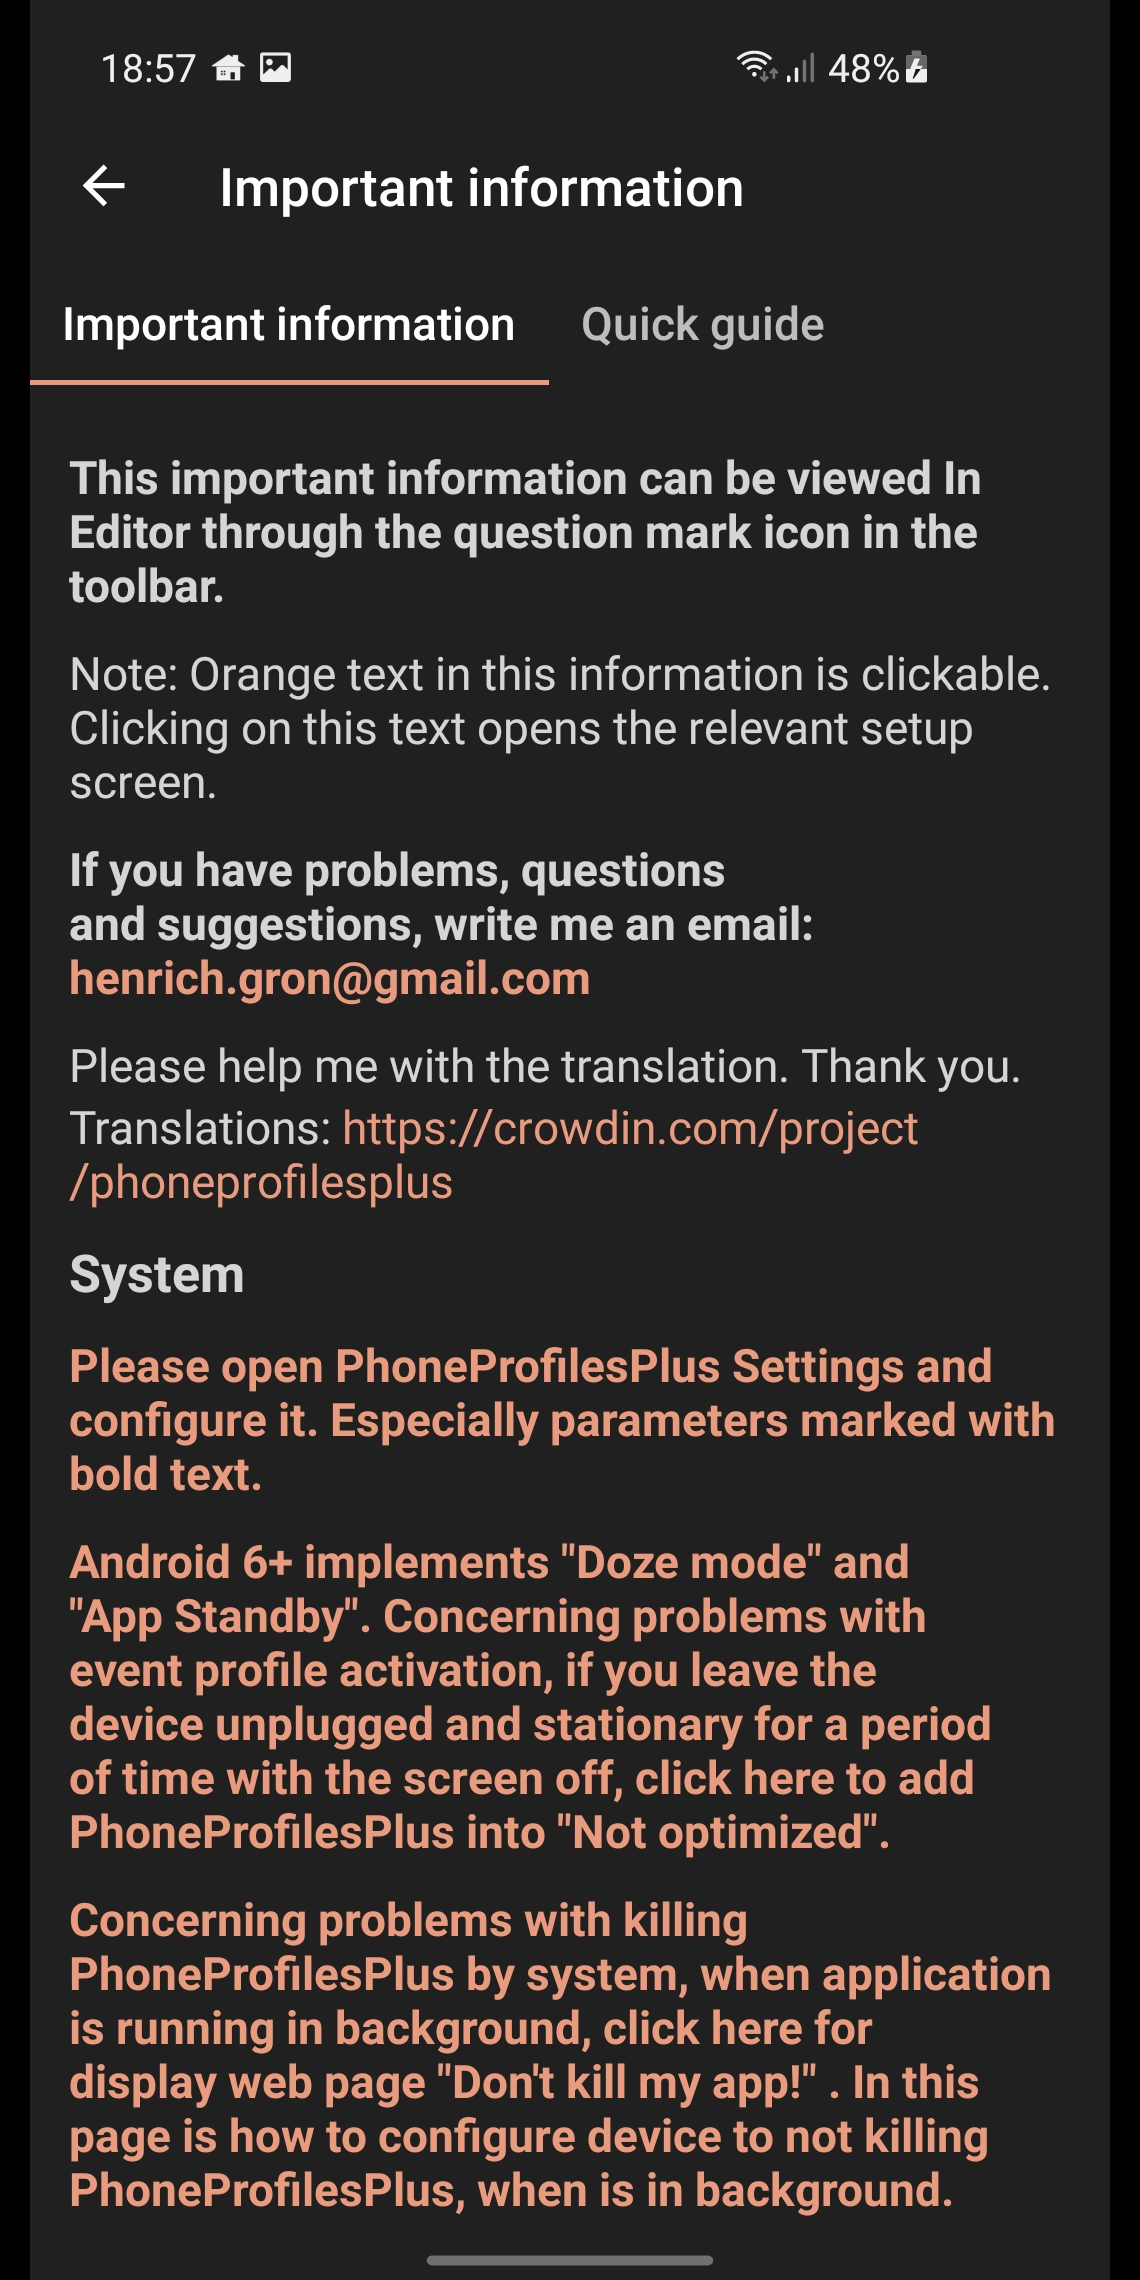 18:57
48%
Important information
Important information
Quick guide
This important information can be viewed In
Editor through the question mark icon in the
toolbar.
Note: Orange text in this information is clickable.
Clicking on this text opens the relevant setup
screen.
If you have problems, questions
and suggestions, write me an email:
henrich.gron@gmail.com
Please help me with the translation. Thank you.
Translations: https://crowdin.com/project
/phoneprofilesplus
System
Please open PhoneProfilesPlus Settings and
configure it. Especially parameters marked with
bold text.
Android 6+ implements "Doze mode" and
"App Standby". Concerning problems with
event profile activation, if you leave the
device unplugged and stationary for a period
of time with the screen off, click here to add
PhoneProfilesPlus into "Not optimized".
Concerning problems with killing
PhoneProfilesPlus by system, when application
is running in background, click here for
display web page "Don't kill my app!" . In this
page is how to configure device to not killing
PhoneProfilesPlus, when is in background.